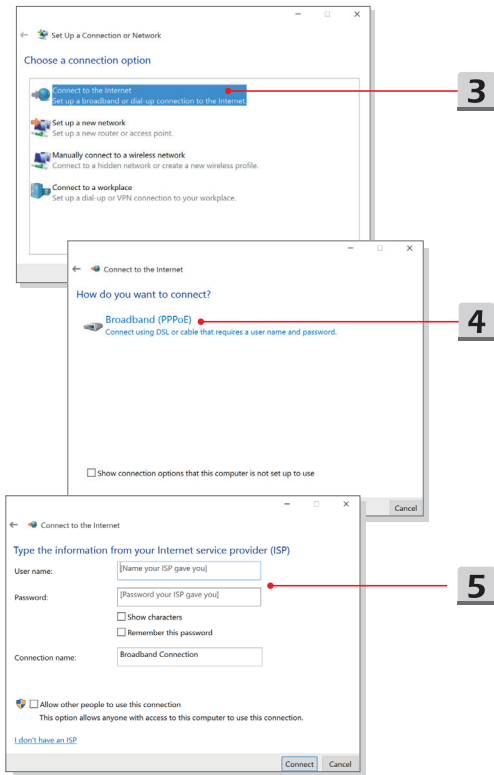 Set Up a Connection or Network
Choose a connection option
Connect to the Internet
Set up a broadband or dial-up connection to the Internet.
3
Set up a new network
Set up a new router or access point.
Manually connect to a wireless network
Connect to a hidden network or create a new wireless profile.
Connect to a workplace
Set up a dial-up or VPN connection to your workplace.
Connect to the Internet
How do you want to connect?
Broadband (PPPoE)
4
Connect using DSL or cable that requires a user name and password.
Show connection options that this computer is not set up to use
Cancel
Connect to the Internet
Type the information from your Internet service provider (ISP)
User name: [Name your ISP gave you]
5
Password: [Password your ISP gave you]
Show characters
Remember this password
Connection name: Broadband Connection
Allow other people to use this connection
This option allows anyone with access to this computer to use this connection.
I don't have an ISP
Connect Cancel